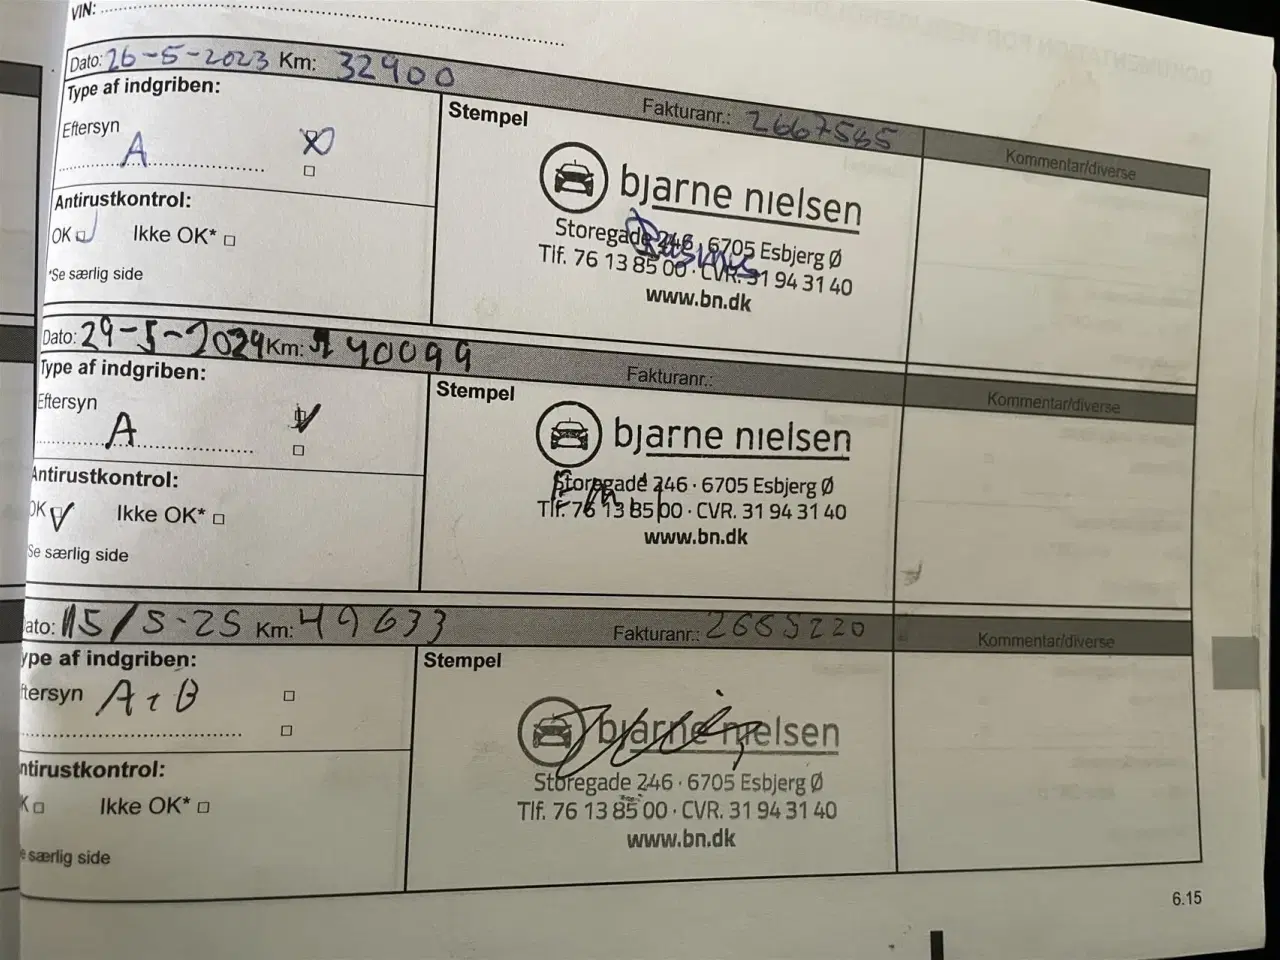 VIN:
Dato: 26-5-2023 Km: 32900 Fakturanr.: 2667585 Kommentar/diverse
Type af indgriben:
Eftersyn
A
Antirustkontrol:
OK Ikke OK*
*Se særlig side
Stempel
bjarne nielsen
Storegade 246 · 6705 Esbjerg Ø
Tlf. 76 13 85 00 · CVR. 31 94 31 40
www.bn.dk
Rasmus
Dato: 29-5-2024 Km: 40099 Fakturanr.: Kommentar/diverse
Type af indgriben:
Eftersyn
A
Antirustkontrol:
OK Ikke OK*
Se særlig side
Stempel
bjarne nielsen
Storegade 246 · 6705 Esbjerg Ø
Tlf. 76 13 85 00 · CVR. 31 94 31 40
www.bn.dk
Emil
ato: 15/5-25 Km: 49633 Fakturanr.: 2665220 Kommentar/diverse
ype af indgriben:
ftersyn A+B
ntirustkontrol:
K Ikke OK*
e særlig side
Stempel
bjarne nielsen
Storegade 246 · 6705 Esbjerg Ø
Tlf. 76 13 85 00 · CVR. 31 94 31 40
www.bn.dk
6.15